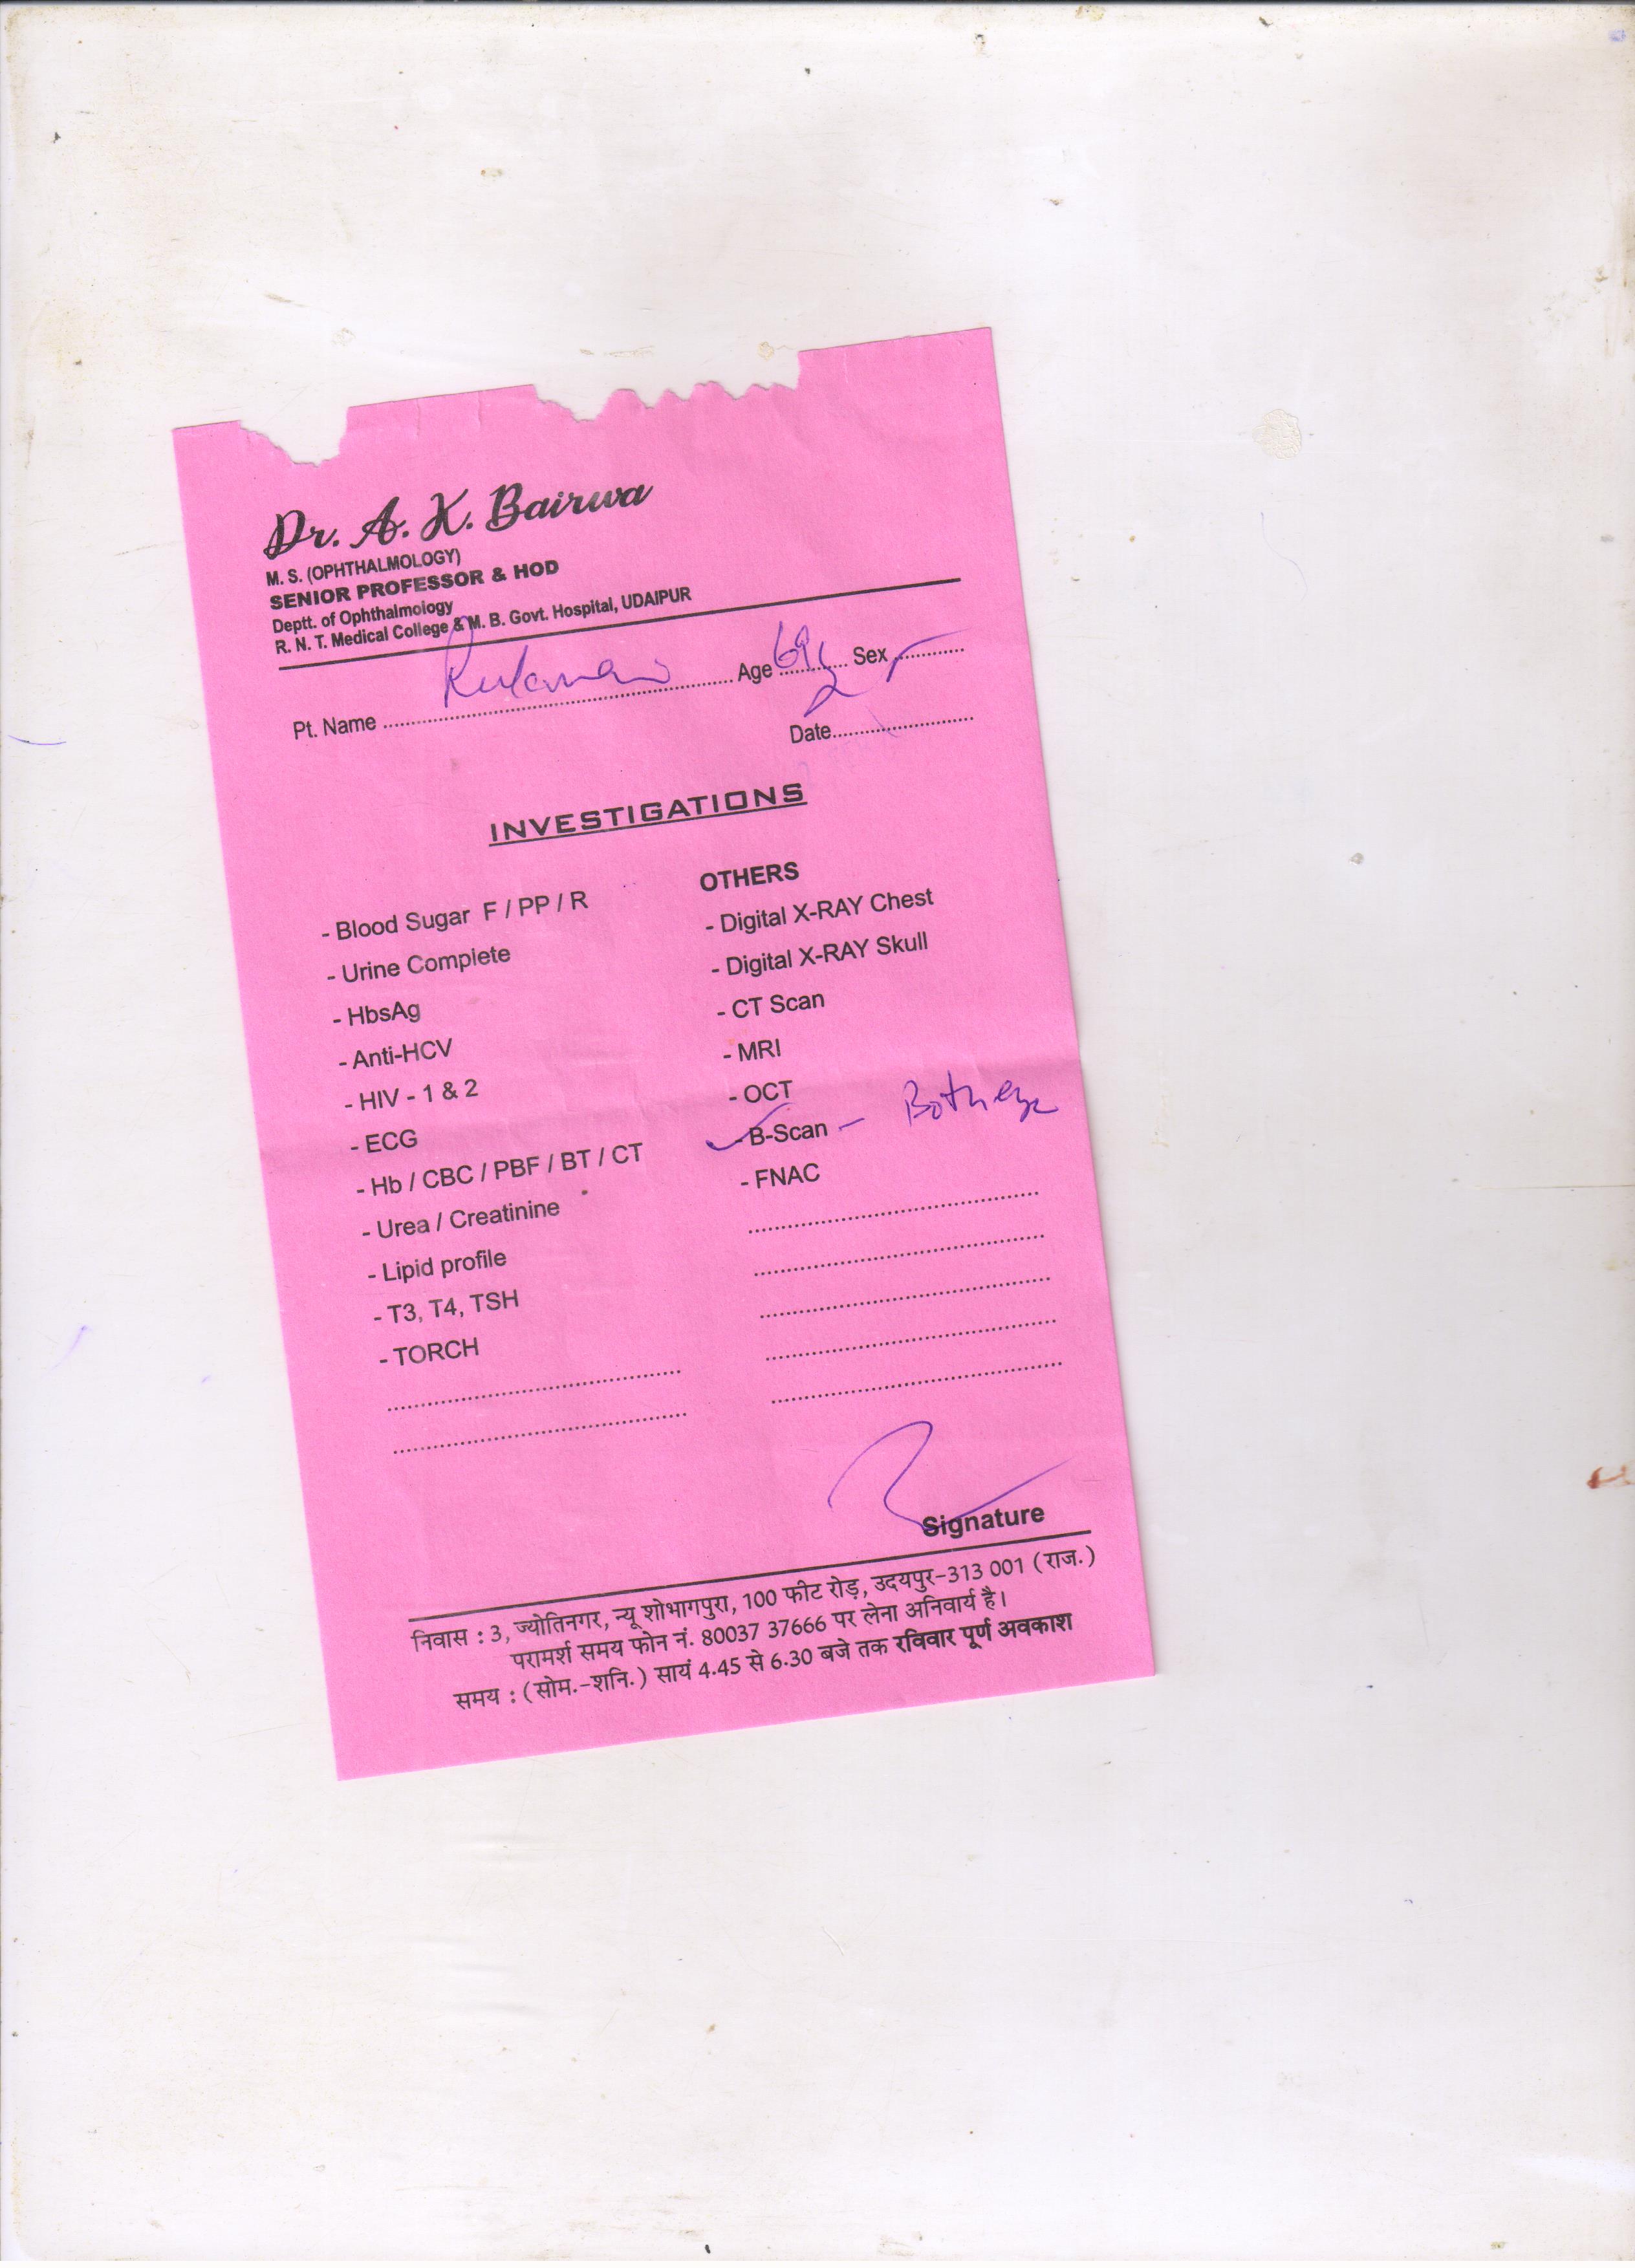 Dr. A. K. Bairwa
M. S. (OPHTHALMOLOGY)
SENIOR PROFESSOR & HOD
Deptt. of Ophthalmology
R. N. T. Medical College & M. B. Govt. Hospital, UDAIPUR
Pt. Name Age Sex
Date
INVESTIGATIONS
- Blood Sugar F / PP / R
- Urine Complete
- HbsAg
- Anti-HCV
- HIV - 1 & 2
- ECG
- Hb / CBC / PBF / BT / CT
- Urea / Creatinine
- Lipid profile
- T3, T4, TSH
- TORCH
OTHERS
- Digital X-RAY Chest
- Digital X-RAY Skull
- CT Scan
- MRI
- OCT
- B-Scan - Both eye
- FNAC
Signature
निवास : 3, ज्योतिनगर, न्यू शोभागपुरा, 100 फीट रोड़, उदयपुर-313 001 (राज.)
परामर्श समय फोन नं. 80037 37666 पर लेना अनिवार्य है।
समय : (सोम.-शनि.) सायं 4.45 से 6.30 बजे तक रविवार पूर्ण अवकाश